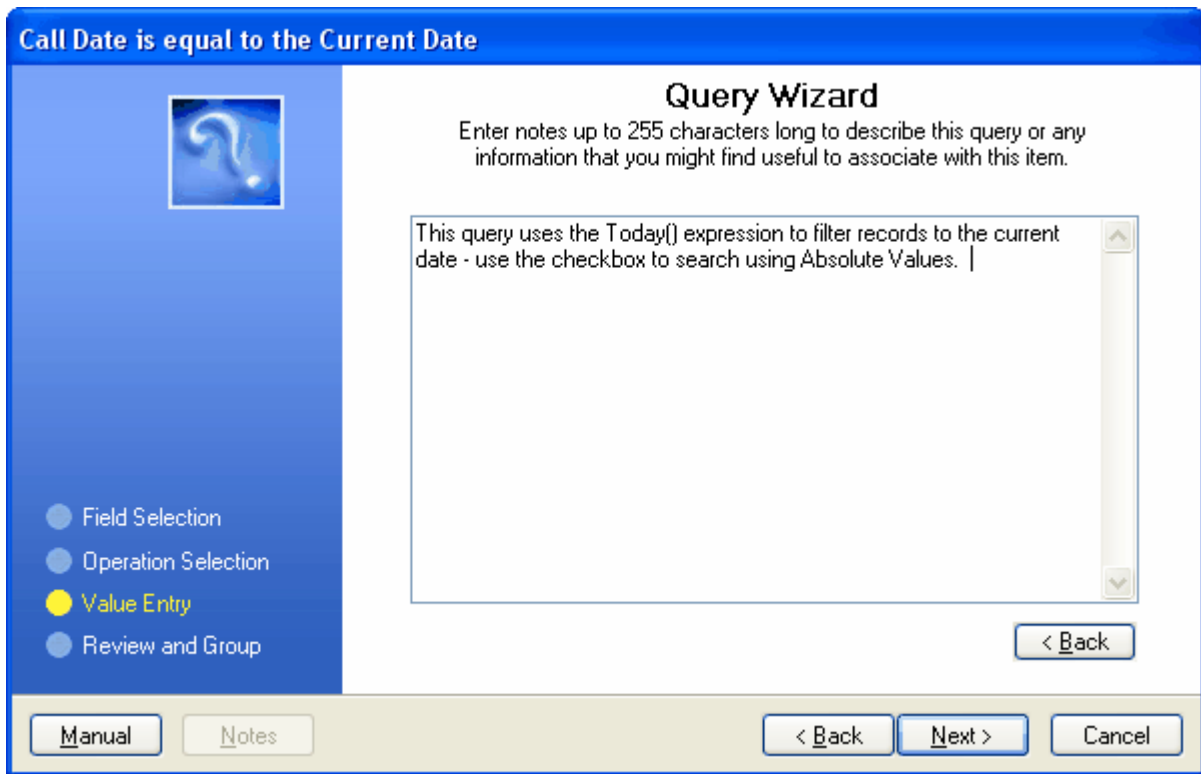 Call Date is equal to the Current Date
Query Wizard
Enter notes up to 255 characters long to describe this query or any
information that you might find useful to associate with this item.
This query uses the Today() expression to filter records to the current
date - use the checkbox to search using Absolute Values.
Field Selection
Operation Selection
Value Entry
Review and Group
< Back
Manual
Notes
< Back
Next >
Cancel